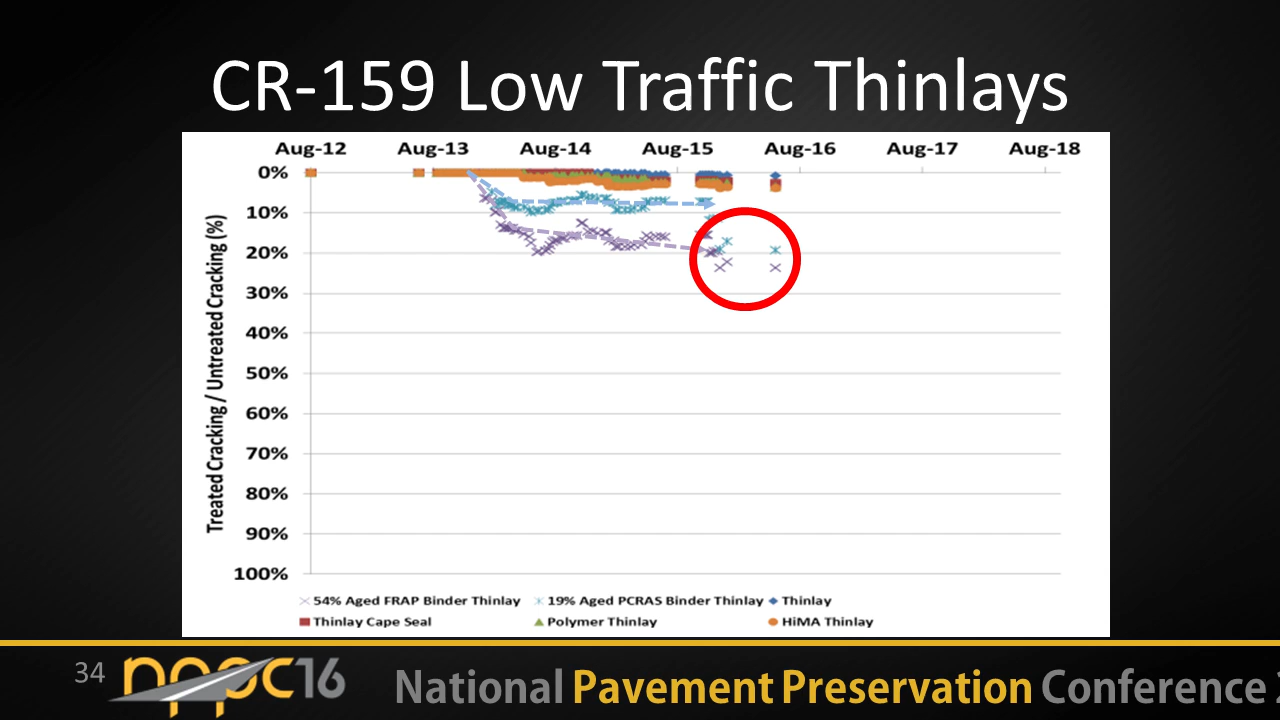 CR-159 Low Traffic Thinlays
Aug-12 Aug-13 Aug-14 Aug-15 Aug-16 Aug-17 Aug-18
Treated Cracking / Untreated Cracking (%)
0%
10%
20%
30%
40%
50%
60%
70%
80%
90%
100%
54% Aged FRAP Binder Thinlay 19% Aged PCRAS Binder Thinlay Thinlay
Thinlay Cape Seal Polymer Thinlay HiMA Thinlay
34 nppc16 National Pavement Preservation Conference